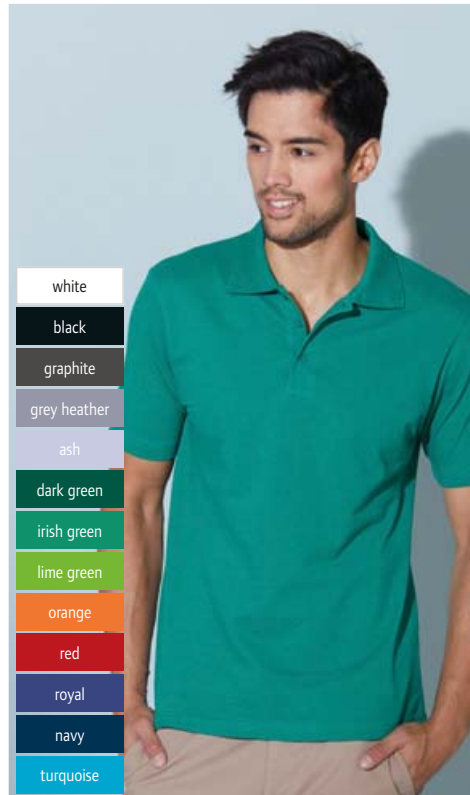 white
black
graphite
grey heather
ash
dark green
irish green
lime green
orange
red
royal
navy
turquoise